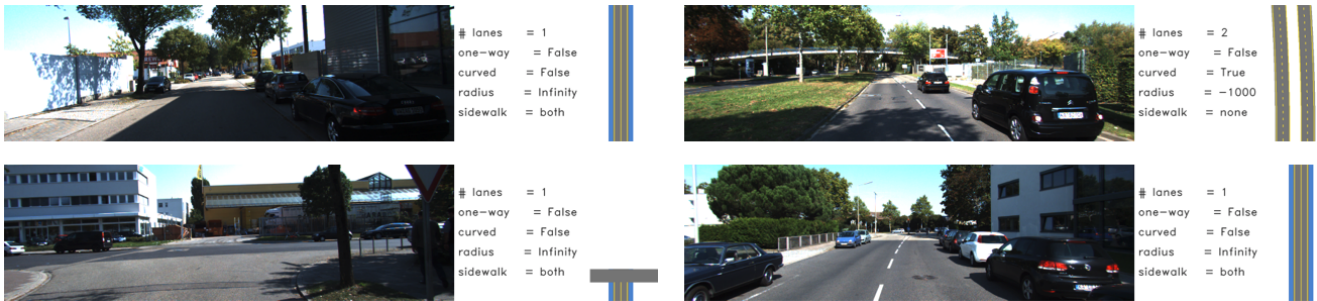 # lanes = 1
one-way = False
curved = False
radius = Infinity
sidewalk = both
# lanes = 2
one-way = False
curved = True
radius = -1000
sidewalk = none
# lanes = 1
one-way = False
curved = False
radius = Infinity
sidewalk = both
# lanes = 1
one-way = False
curved = False
radius = Infinity
sidewalk = both